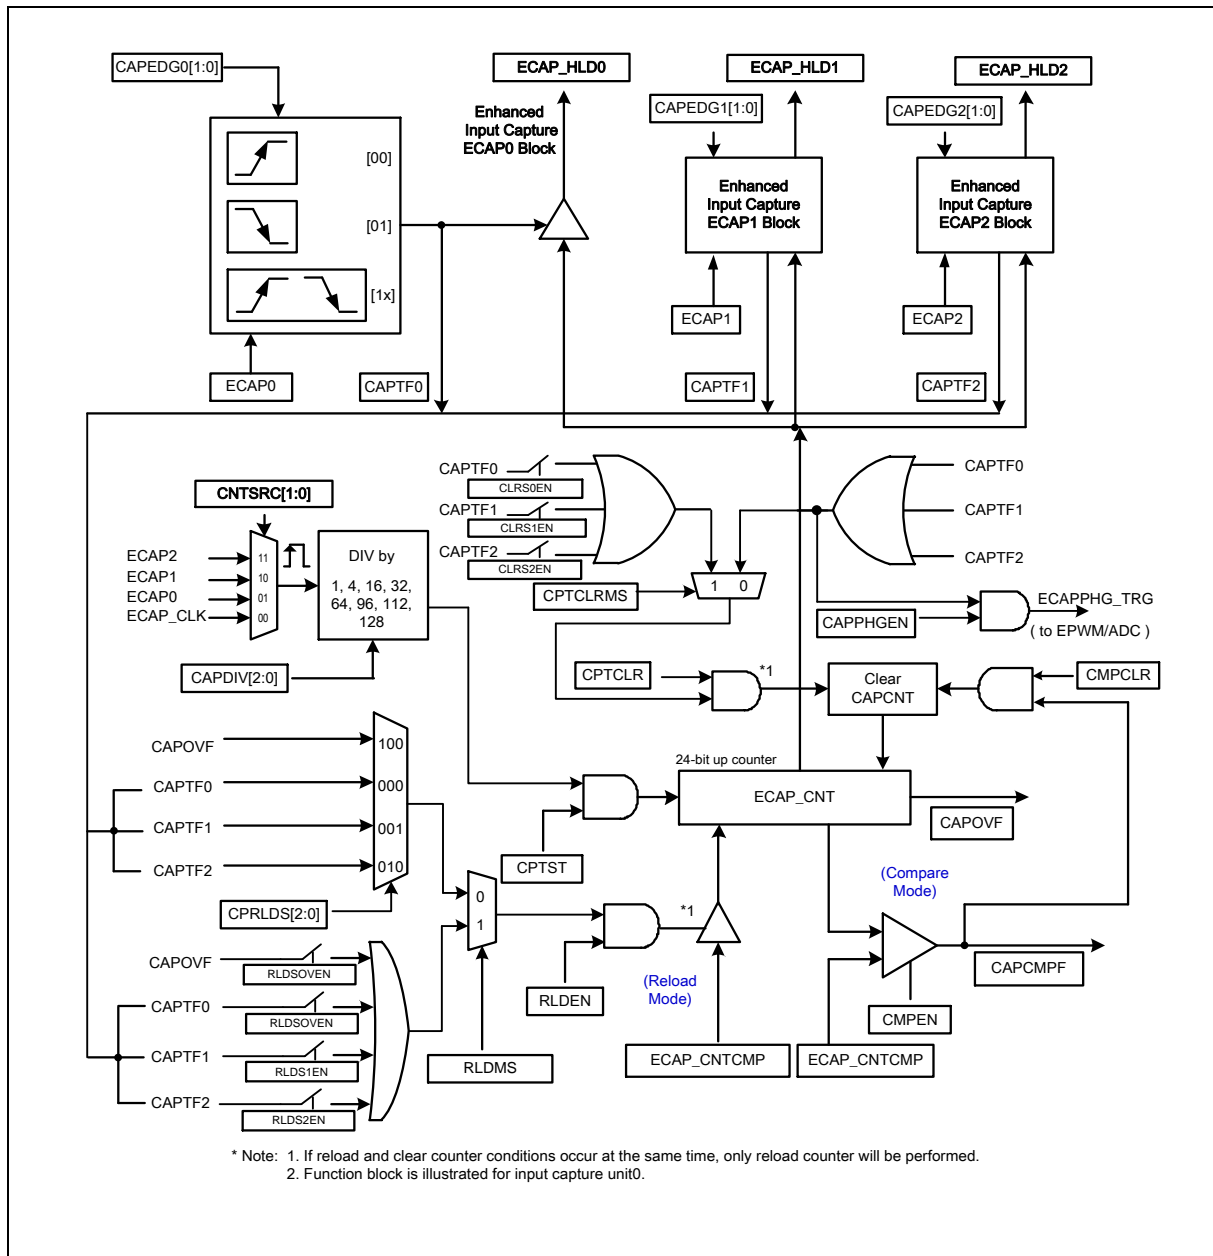 CAPEDG0[1:0]
ECAP_HLD0
ECAP_HLD1
ECAP_HLD2
Enhanced
Input Capture
ECAP0 Block
CAPEDG1[1:0]
CAPEDG2[1:0]
[00]
[01]
[1x]
Enhanced
Input Capture
ECAP1 Block
Enhanced
Input Capture
ECAP2 Block
ECAP1
ECAP2
ECAP0
CAPTF0
CAPTF1
CAPTF2
CAPTF0
CLRS0EN
CAPTF1
CLRS1EN
CAPTF2
CLRS2EN
CAPTF0
CAPTF1
CAPTF2
CNTSRC[1:0]
ECAP2
ECAP1
ECAP0
ECAP_CLK
11
10
01
00
DIV by
1, 4, 16, 32,
64, 96, 112,
128
CAPDIV[2:0]
CPTCLRMS
1 0
CAPPHGEN
ECAPPHG_TRG
( to EPWM/ADC )
CPTCLR
*1
Clear
CAPCNT
CMPCLR
CAPOVF
CAPTF0
CAPTF1
CAPTF2
100
000
001
010
CPRLDS[2:0]
24-bit up counter
ECAP_CNT
CAPOVF
CPTST
0
1
*1
(Compare
Mode)
CAPOVF
RLDSOVEN
CAPTF0
RLDSOVEN
CAPTF1
RLDS1EN
CAPTF2
RLDS2EN
RLDMS
RLDEN
(Reload
Mode)
CAPCMPF
CMPEN
ECAP_CNTCMP
ECAP_CNTCMP
* Note: 1. If reload and clear counter conditions occur at the same time, only reload counter will be performed.
2. Function block is illustrated for input capture unit0.